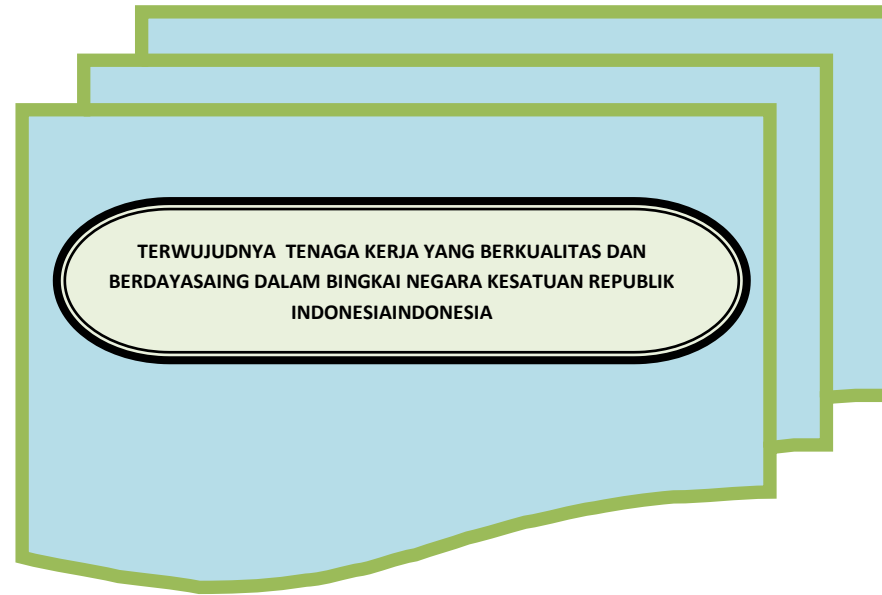 TERWUJUDNYA TENAGA KERJA YANG BERKUALITAS DAN
BERDAYASAING DALAM BINGKAI NEGARA KESATUAN REPUBLIK
INDONESIAINDONESIA